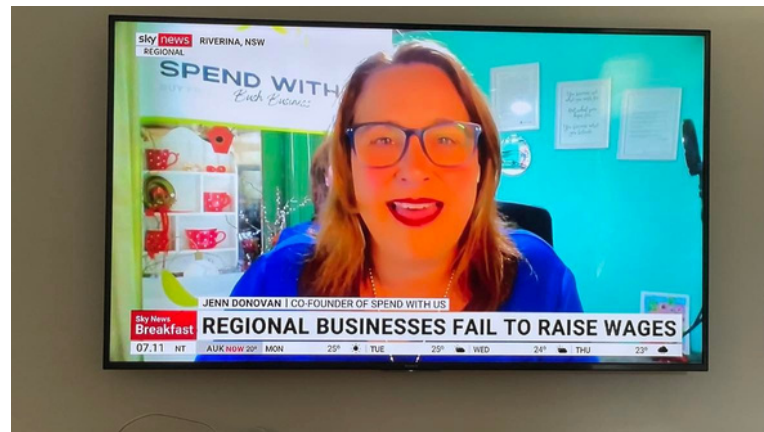 sky news
REGIONAL
RIVERINA, NSW
SPEND WITH
Bush Business
JENN DONOVAN | CO-FOUNDER OF SPEND WITH US
Sky News
Breakfast
REGIONAL BUSINESSES FAIL TO RAISE WAGES
07.11 NT
AUK NOW 20° MON 25° TUE 25° WED 24° THU 23°